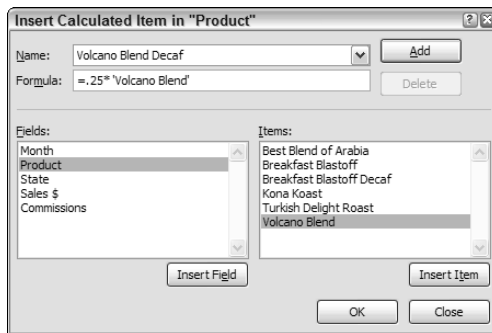 Insert Calculated Item in "Product"
Name: Volcano Blend Decaf Add
Formula: =.25* 'Volcano Blend' Delete
Fields: Items:
Month
Product
State
Sales $
Commissions
Best Blend of Arabia
Breakfast Blastoff
Breakfast Blastoff Decaf
Kona Koast
Turkish Delight Roast
Volcano Blend
Insert Field Insert Item
OK Close